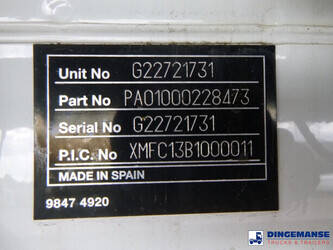 Unit No G22721731
Part No PA01000228473
Serial No G22721731
P.I.C. No XMFC13B1000011
MADE IN SPAIN
9847 4920
DINGEMANSE
TRUCKS & TRAILERS